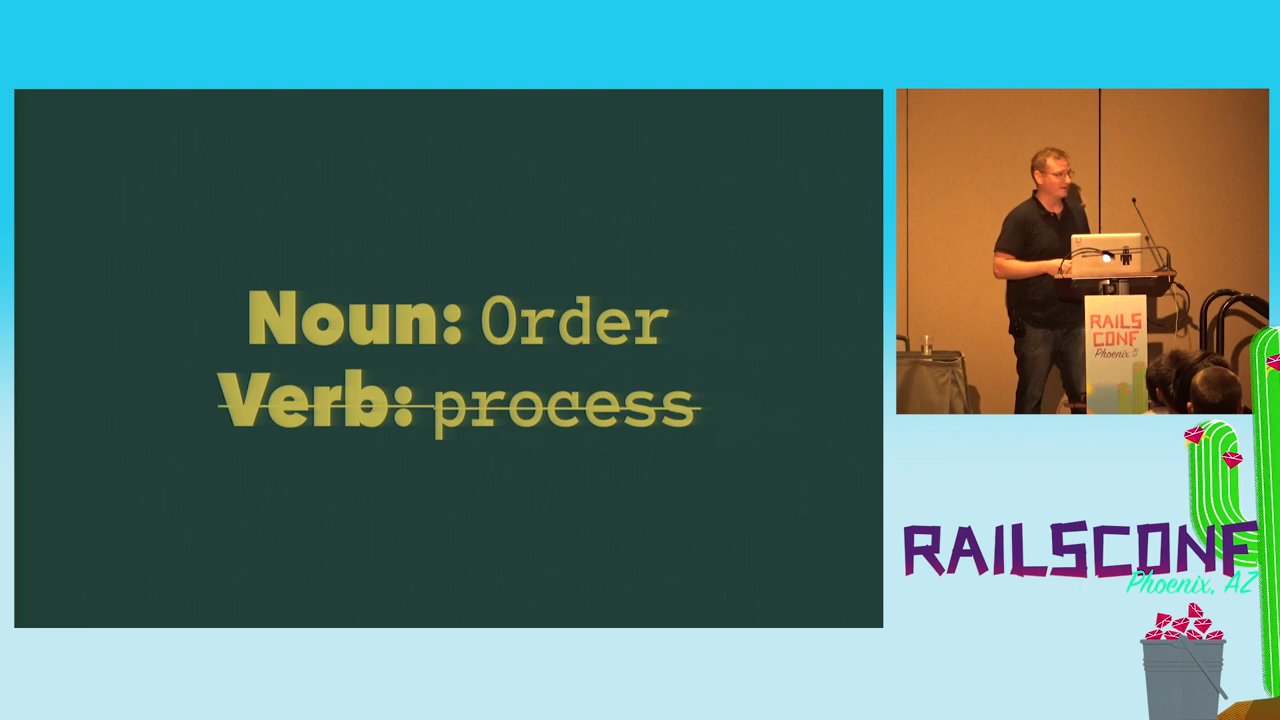 Noun: Order
Verb: process
RAILS
CONF
Phoenix
RAILSCONF
Phoenix, AZ